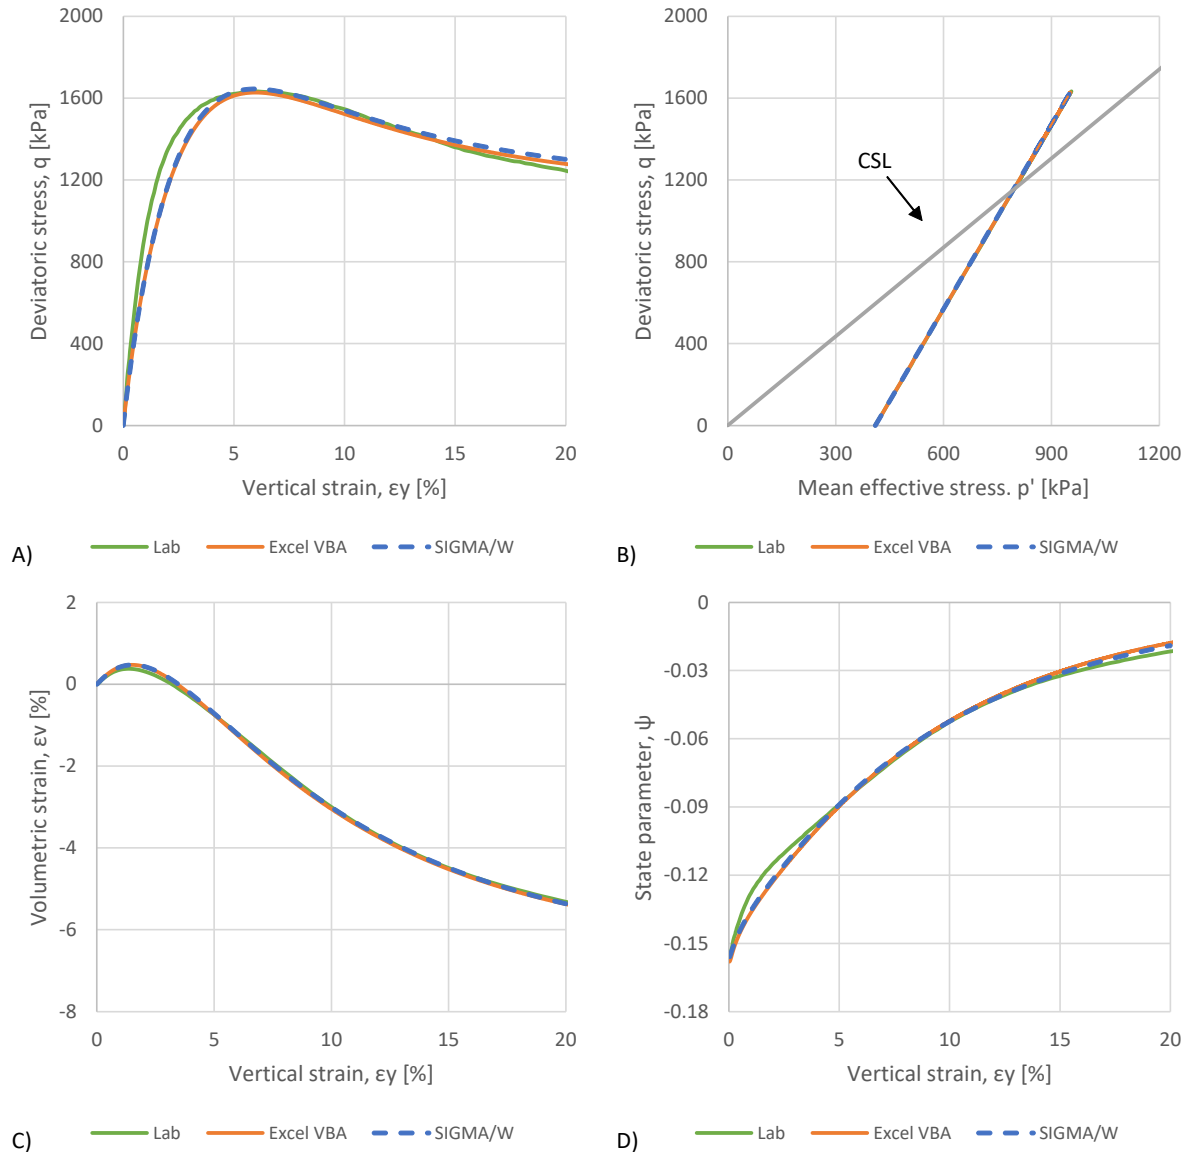 2000
1600
1200
800
400
0
0 5 10 15 20
Deviatoric stress, q [kPa]
Vertical strain, εy [%]
A) Lab Excel VBA SIGMA/W
2000
1600
1200
800
400
0
0 300 600 900 1200
Deviatoric stress, q [kPa]
CSL
Mean effective stress. p' [kPa]
B) Lab Excel VBA SIGMA/W
2
0
-2
-4
-6
-8
0 5 10 15 20
Volumetric strain, εv [%]
Vertical strain, εy [%]
C) Lab Excel VBA SIGMA/W
0
-0.03
-0.06
-0.09
-0.12
-0.15
-0.18
0 5 10 15 20
State parameter, ψ
Vertical strain, εy [%]
D) Lab Excel VBA SIGMA/W